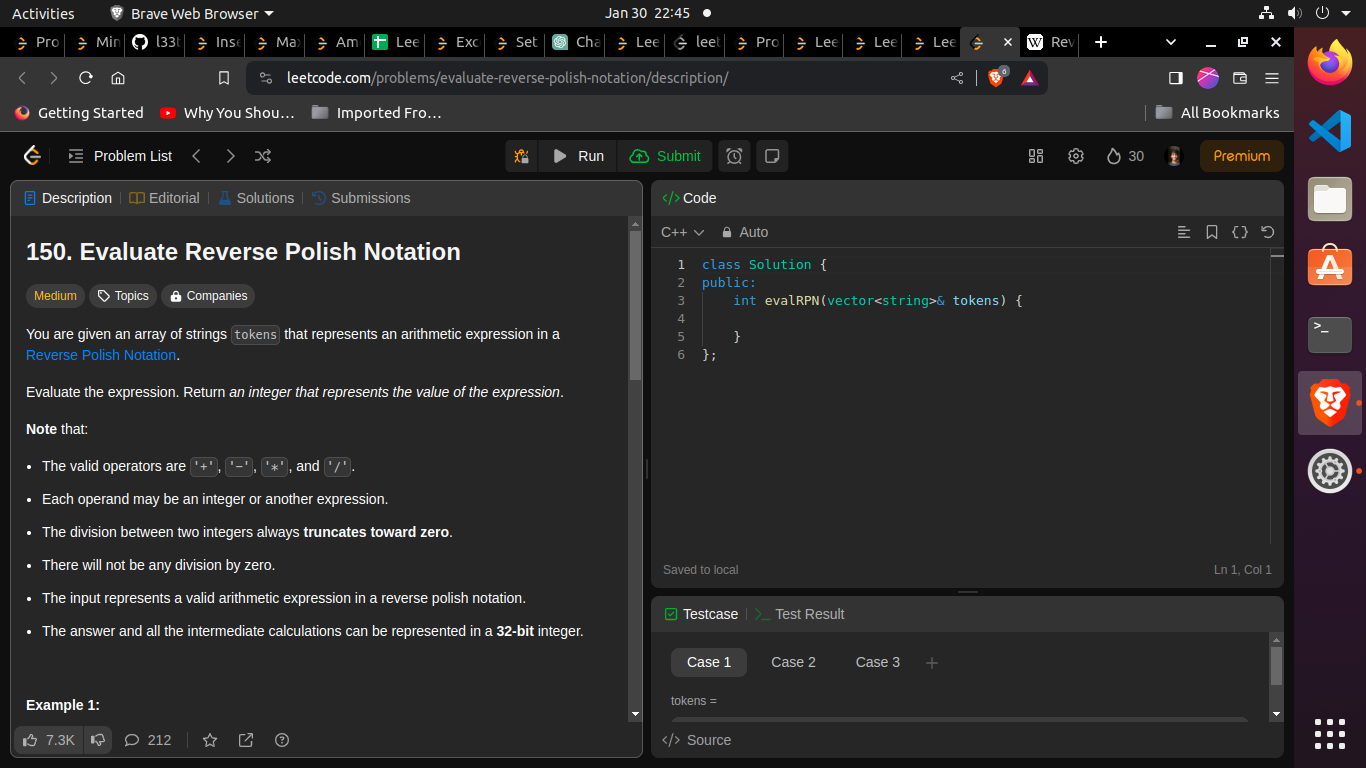 Activities Brave Web Browser Jan 30 22:45
Pro Min l33t Inse Max Am Lee Exc Set Cha Lee leet Pro Lee Lee Lee Rev
leetcode.com/problems/evaluate-reverse-polish-notation/description/
Getting Started Why You Shou... Imported Fro... All Bookmarks
Problem List Run Submit 30 Premium
Description Editorial Solutions Submissions
150. Evaluate Reverse Polish Notation
Medium Topics Companies
You are given an array of strings tokens that represents an arithmetic expression in a
Reverse Polish Notation.
Evaluate the expression. Return an integer that represents the value of the expression.
Note that:
• The valid operators are '+', '-', '*', and '/'.
• Each operand may be an integer or another expression.
• The division between two integers always truncates toward zero.
• There will not be any division by zero.
• The input represents a valid arithmetic expression in a reverse polish notation.
• The answer and all the intermediate calculations can be represented in a 32-bit integer.
Example 1:
7.3K 212
</> Code
C++ Auto
1 class Solution {
2 public:
3 int evalRPN(vector<string>& tokens) {
4
5 }
6 };
Saved to local Ln 1, Col 1
Testcase >_ Test Result
Case 1 Case 2 Case 3 +
tokens =
</> Source